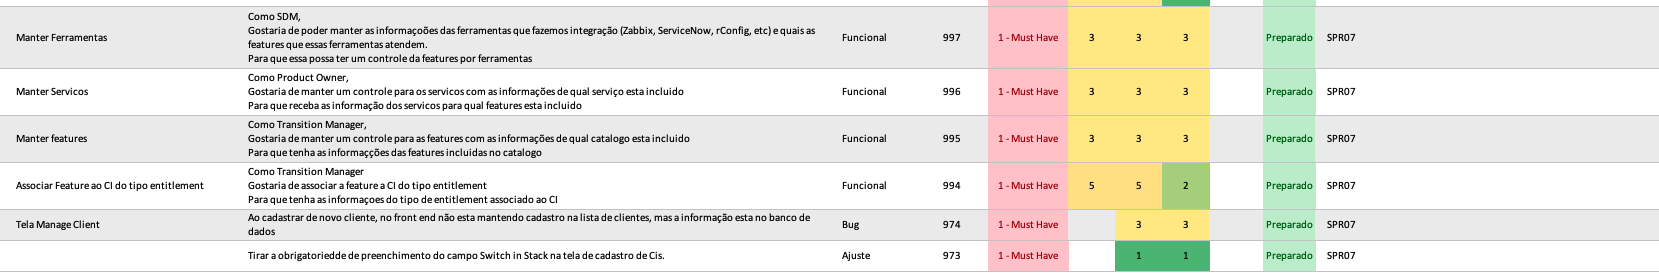 Manter Ferramentas
Como SDM,
Gostaria de poder manter as informações das ferramentas que fazemos integração (Zabbix, ServiceNow, rConfig, etc) e quais as
features que essas ferramentas atendem.
Para que essa possa ter um controle da features por ferramentas
Funcional 997 1 - Must Have 3 3 3 Preparado SPR07
Manter Servicos
Como Product Owner,
Gostaria de manter um controle para os servicos com as informações de qual serviço esta incluido
Para que receba as informação dos servicos para qual features esta incluido
Funcional 996 1 - Must Have 3 3 3 Preparado SPR07
Manter features
Como Transition Manager,
Gostaria de manter um controle para as features com as informações de qual catalogo esta incluido
Para que tenha as informaçções das features incluidas no catalogo
Funcional 995 1 - Must Have 3 3 3 Preparado SPR07
Associar Feature ao CI do tipo entitlement
Como Transition Manager
Gostaria de associar a feature a CI do tipo entitlement
Para que tenha as informaçoes do tipo de entitlement associado ao CI
Funcional 994 1 - Must Have 5 5 2 Preparado SPR07
Tela Manage Client
Ao cadastrar de novo cliente, no front end não esta mantendo cadastro na lista de clientes, mas a informação esta no banco de
dados
Bug 974 1 - Must Have 3 3 Preparado SPR07
Tirar a obrigatoriedde de preenchimento do campo Switch in Stack na tela de cadastro de Cis.
Ajuste 973 1 - Must Have 1 1 Preparado SPR07